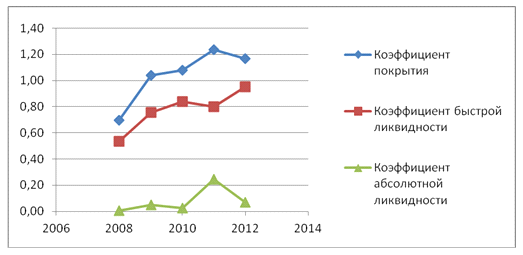 1,40
1,20
1,00
0,80
0,60
0,40
0,20
0,00
2006 2008 2010 2012 2014
Коэффициент
покрытия
Коэффициент быстрой
ликвидности
Коэффициент
абсолютной
ликвидности